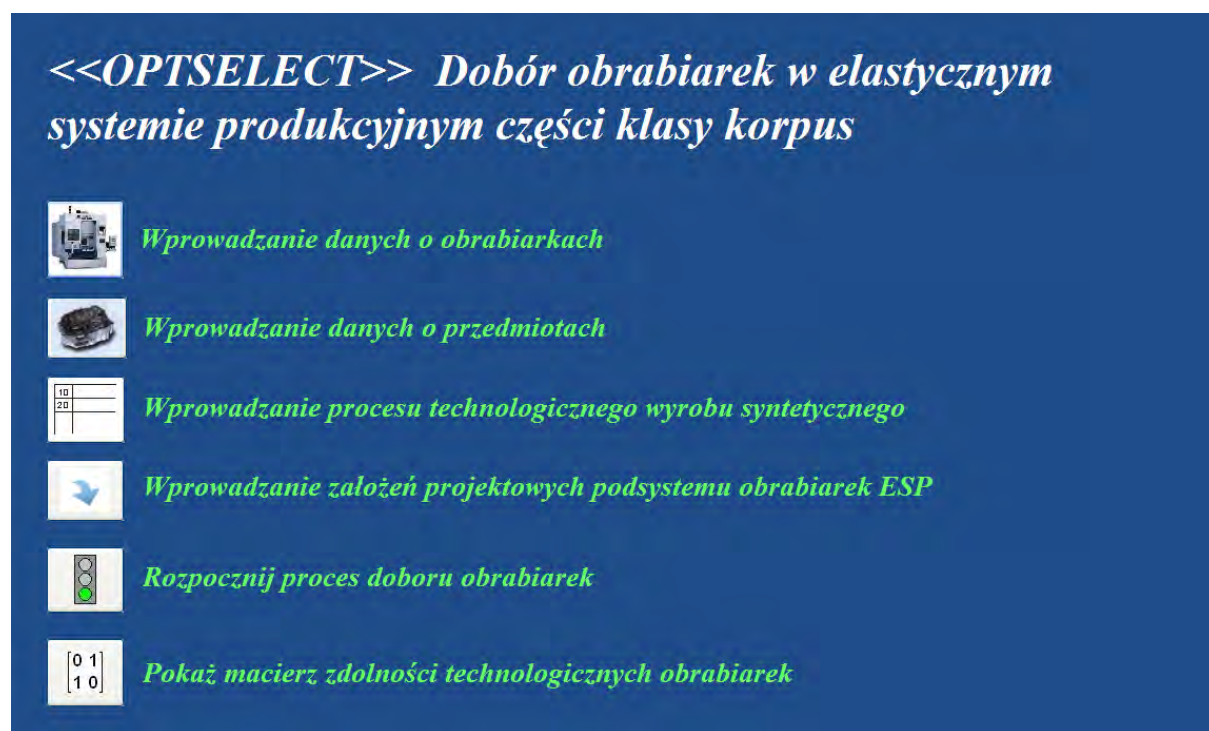 <<OPTSELECT>> Dobór obrabiarek w elastycznym
systemie produkcyjnym części klasy korpus
Wprowadzanie danych o obrabiarkach
Wprowadzanie danych o przedmiotach
10
20
Wprowadzanie procesu technologicznego wyrobu syntetycznego
Wprowadzanie założeń projektowych podsystemu obrabiarek ESP
Rozpocznij proces doboru obrabiarek
0 1
1 0
Pokaż macierz zdolności technologicznych obrabiarek